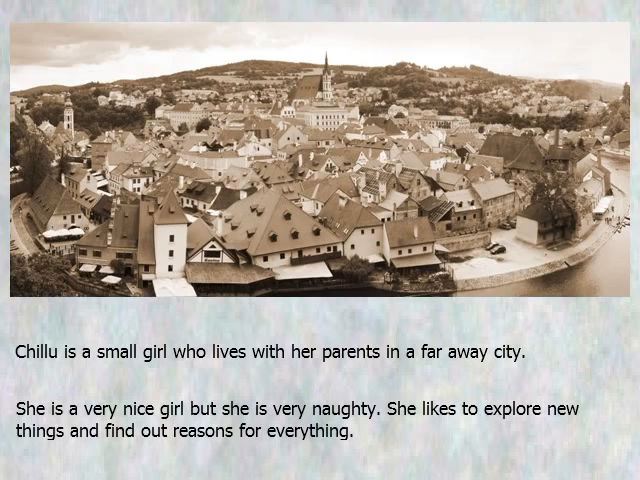 Chillu is a small girl who lives with her parents in a far away city.
She is a very nice girl but she is very naughty. She likes to explore new
things and find out reasons for everything.